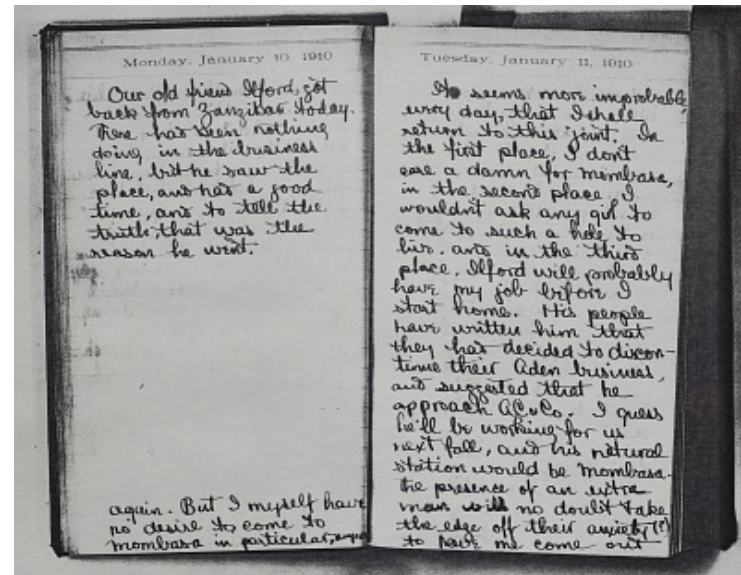 Monday, January 10, 1910
Our old friend Ilford, got
back from Zanzibar today.
There has been nothing
doing in the business
line, but he saw the
place, and had a good
time, and to tell the
truth, that was the
reason he went.
again. But I myself have
no desire to come to
Mombasa in particular,
Tuesday, January 11, 1910
It seems more improbable,
every day, that I shall
return to this joint. In
the first place, I don't
care a damn for Mombasa,
in the second place, I
wouldn't ask any girl to
come to such a hole to
live, and in the third
place, Ilford will probably
have my job before I
start home. His people
have written him that
they had decided to discon-
tinue their Aden business,
and suggested that he
approach & Co. I guess
he'll be working for us
next fall, and his natural
station would be Mombasa.
The presence of an extra
man will no doubt take
the edge off their anxiety (?)
to have me come out